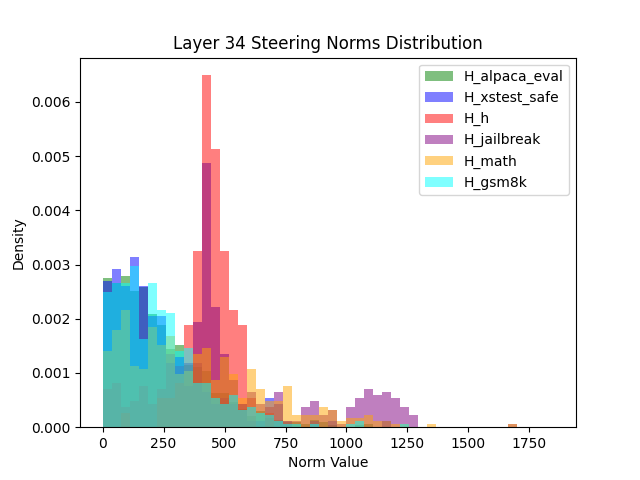 Layer 34 Steering Norms Distribution
H_alpaca_eval
H_xstest_safe
H_h
H_jailbreak
H_math
H_gsm8k
Density
0.006
0.005
0.004
0.003
0.002
0.001
0.000
0 250 500 750 1000 1250 1500 1750
Norm Value